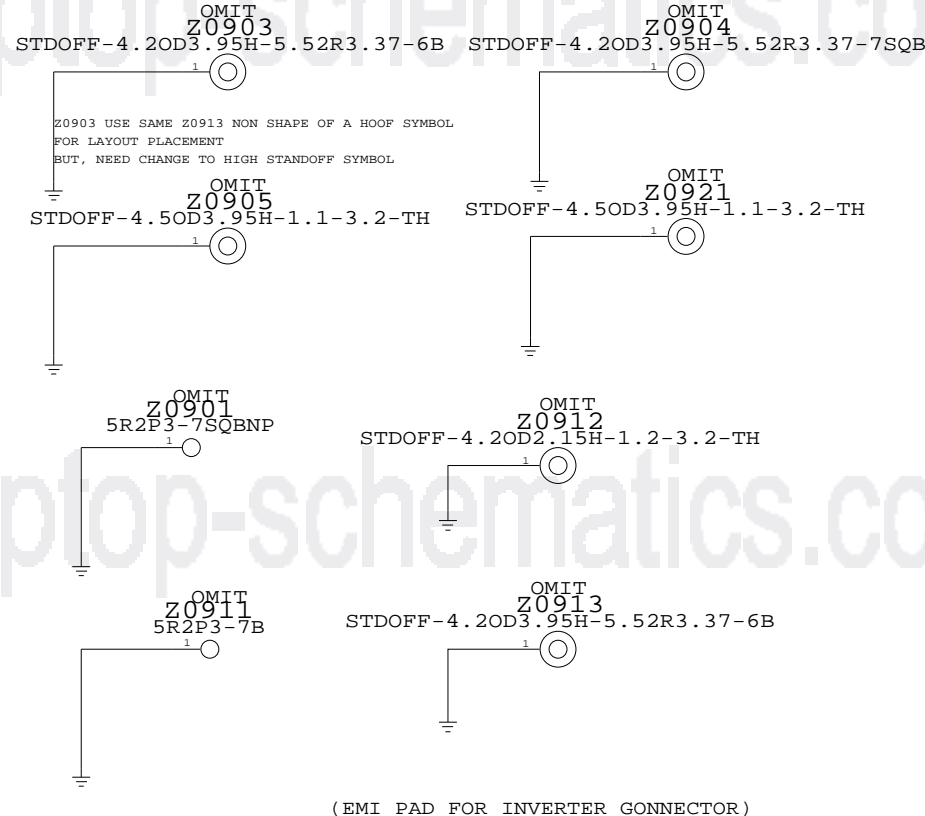 OMIT
Z0903
STDOFF-4.2OD3.95H-5.52R3.37-6B
1
OMIT
Z0904
STDOFF-4.2OD3.95H-5.52R3.37-7SQB
1
Z0903 USE SAME Z0913 NON SHAPE OF A HOOF SYMBOL
FOR LAYOUT PLACEMENT
BUT, NEED CHANGE TO HIGH STANDOFF SYMBOL
OMIT
Z0905
STDOFF-4.5OD3.95H-1.1-3.2-TH
1
OMIT
Z0921
STDOFF-4.5OD3.95H-1.1-3.2-TH
1
OMIT
Z0901
5R2P3-7SQBNP
1
OMIT
Z0912
STDOFF-4.2OD2.15H-1.2-3.2-TH
1
ptop-schematics.co
OMIT
Z0911
5R2P3-7B
1
OMIT
Z0913
STDOFF-4.2OD3.95H-5.52R3.37-6B
1
(EMI PAD FOR INVERTER GONNECTOR)